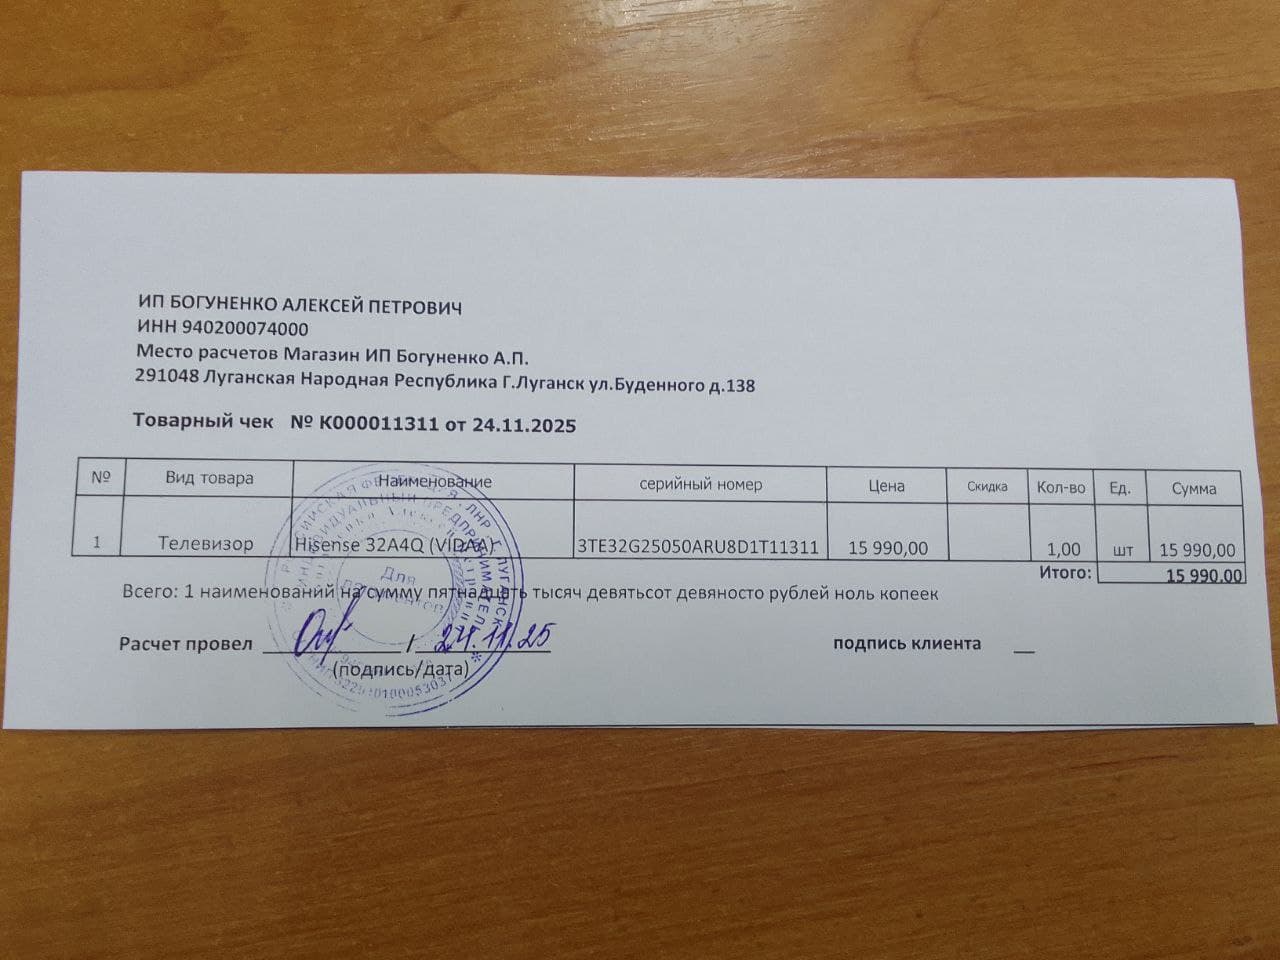 ИП БОГУНЕНКО АЛЕКСЕЙ ПЕТРОВИЧ
ИНН 940200074000
Место расчетов Магазин ИП Богуненко А.П.
291048 Луганская Народная Республика Г.Луганск ул.Буденного д.138
Товарный чек № К000011311 от 24.11.2025
№ Вид товара Наименование серийный номер Цена Скидка Кол-во Ед. Сумма
1 Телевизор Hisense 32A4Q (VIDAA) 3TE32G25050ARU8D1T11311 15 990,00 1,00 шт 15 990,00
Итого: 15 990.00
Всего: 1 наименований на сумму пятнадцать тысяч девятьсот девяносто рублей ноль копеек
Расчет провел / 24.11.25 подпись клиента
(подпись/дата)
Для
документов